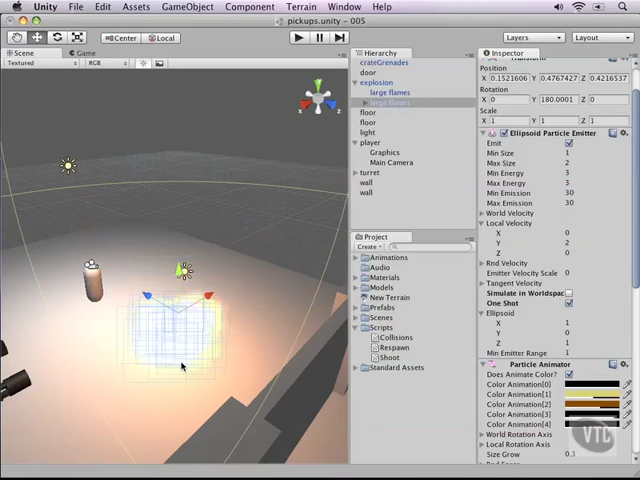 Unity File Edit Assets GameObject Component Terrain Window Help
pickups.unity - 005
Center Local Layers Layout
Scene Game
Textured RGB
Hierarchy
crateGrenades
door
explosion
large flames
large flames
floor
floor
light
player
Graphics
Main Camera
turret
wall
wall
Project
Create
Animations
Audio
Materials
Models
New Terrain
Prefabs
Scenes
Scripts
Collisions
Respawn
Shoot
Standard Assets
Inspector
Transform
Position
X 0.1521606 Y 0.4767427 Z 0.4216537
Rotation
X 0 Y 180.0001 Z 0
Scale
X 1 Y 1 Z 1
Ellipsoid Particle Emitter
Emit
Min Size 1
Max Size 2
Min Energy 3
Max Energy 3
Min Emission 30
Max Emission 30
World Velocity
Local Velocity
X 0
Y 2
Z 0
Rnd Velocity
Emitter Velocity Scale 0
Tangent Velocity
Simulate in Worldspac
One Shot
Ellipsoid
X 1
Y 1
Z 1
Min Emitter Range 1
Particle Animator
Does Animate Color?
Color Animation[0]
Color Animation[1]
Color Animation[2]
Color Animation[3]
Color Animation[4]
World Rotation Axis
Local Rotation Axis
Size Grow 0.3
VTC